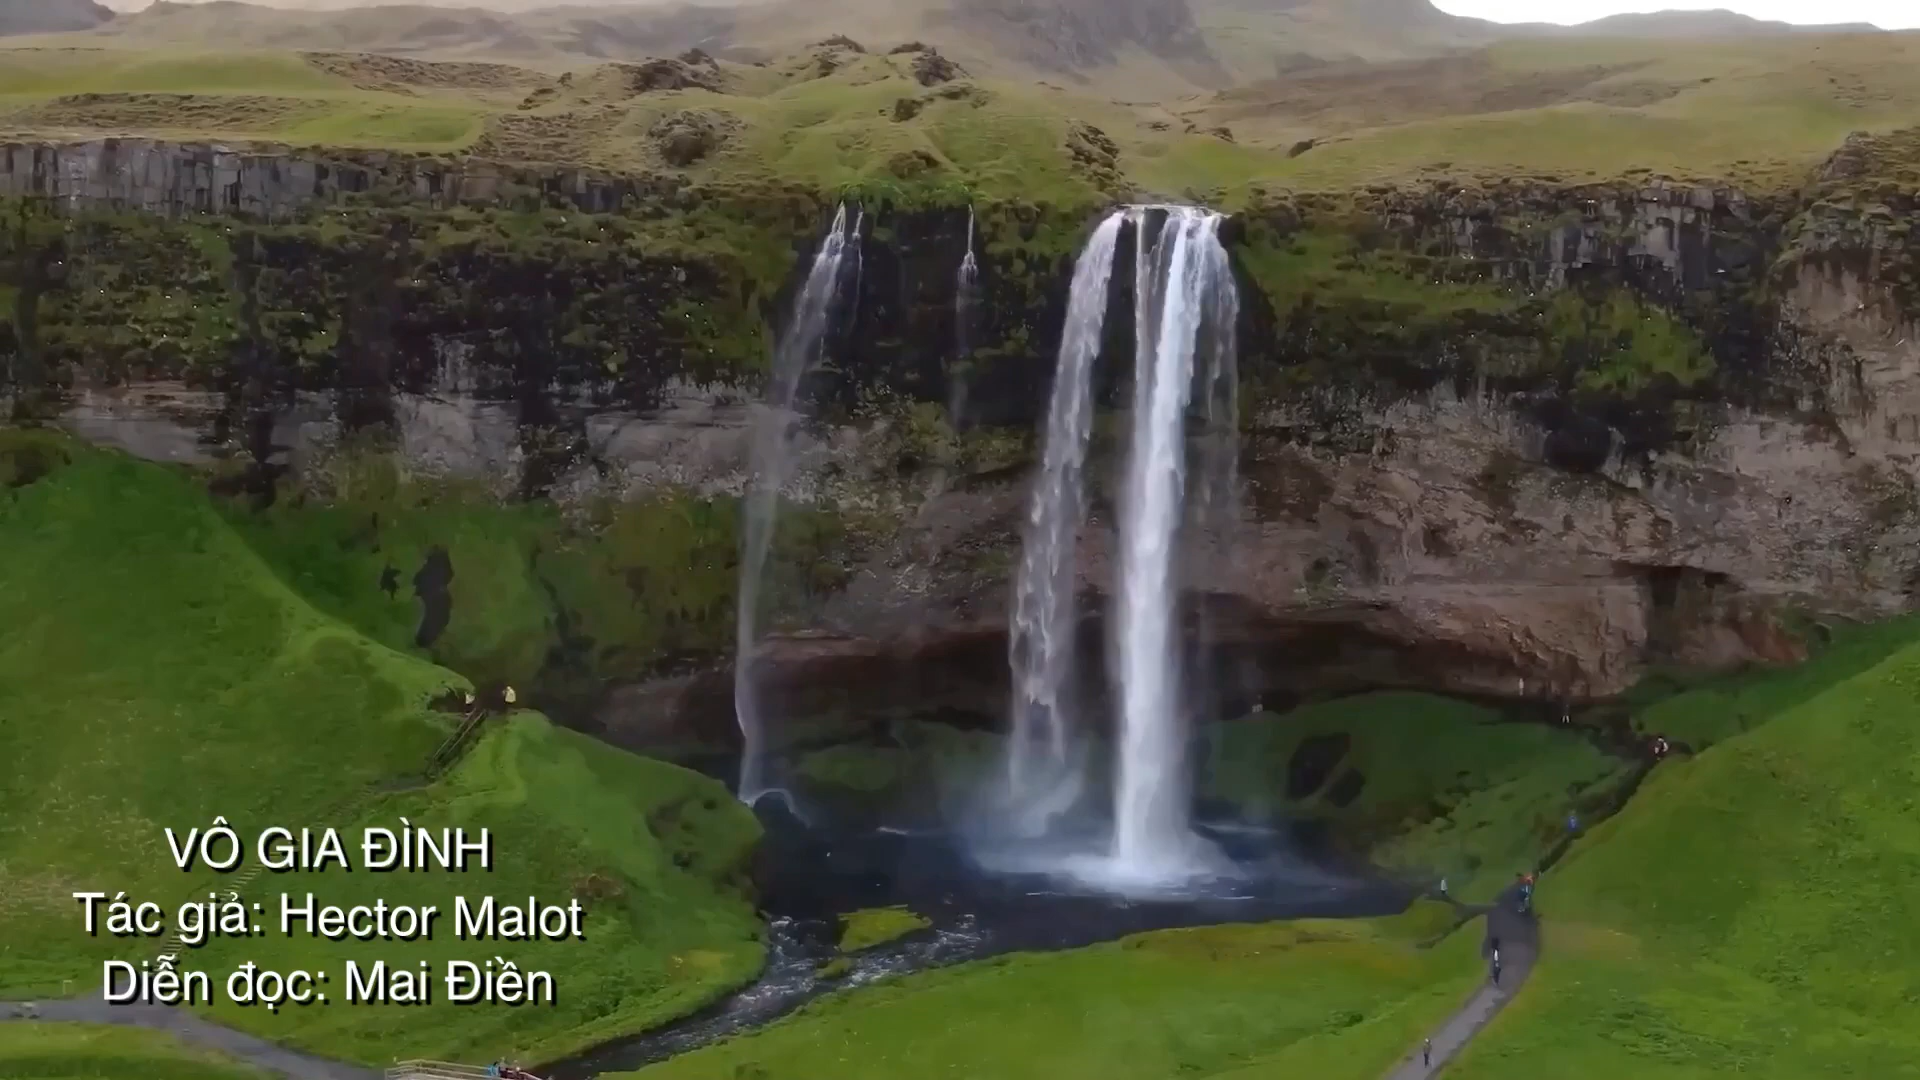 VÔ GIA ĐÌNH
Tác giả: Hector Malot
Diễn đọc: Mai Điền